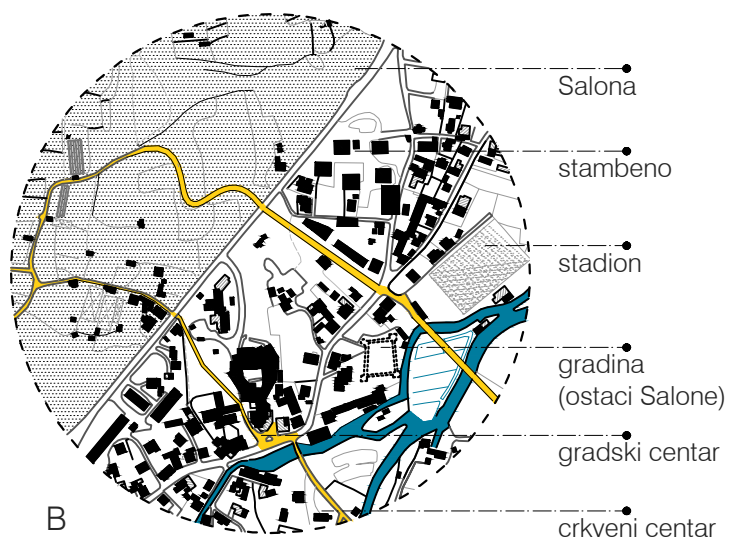 Salona
stambeno
stadion
gradina
(ostaci Salone)
gradski centar
crkveni centar
B